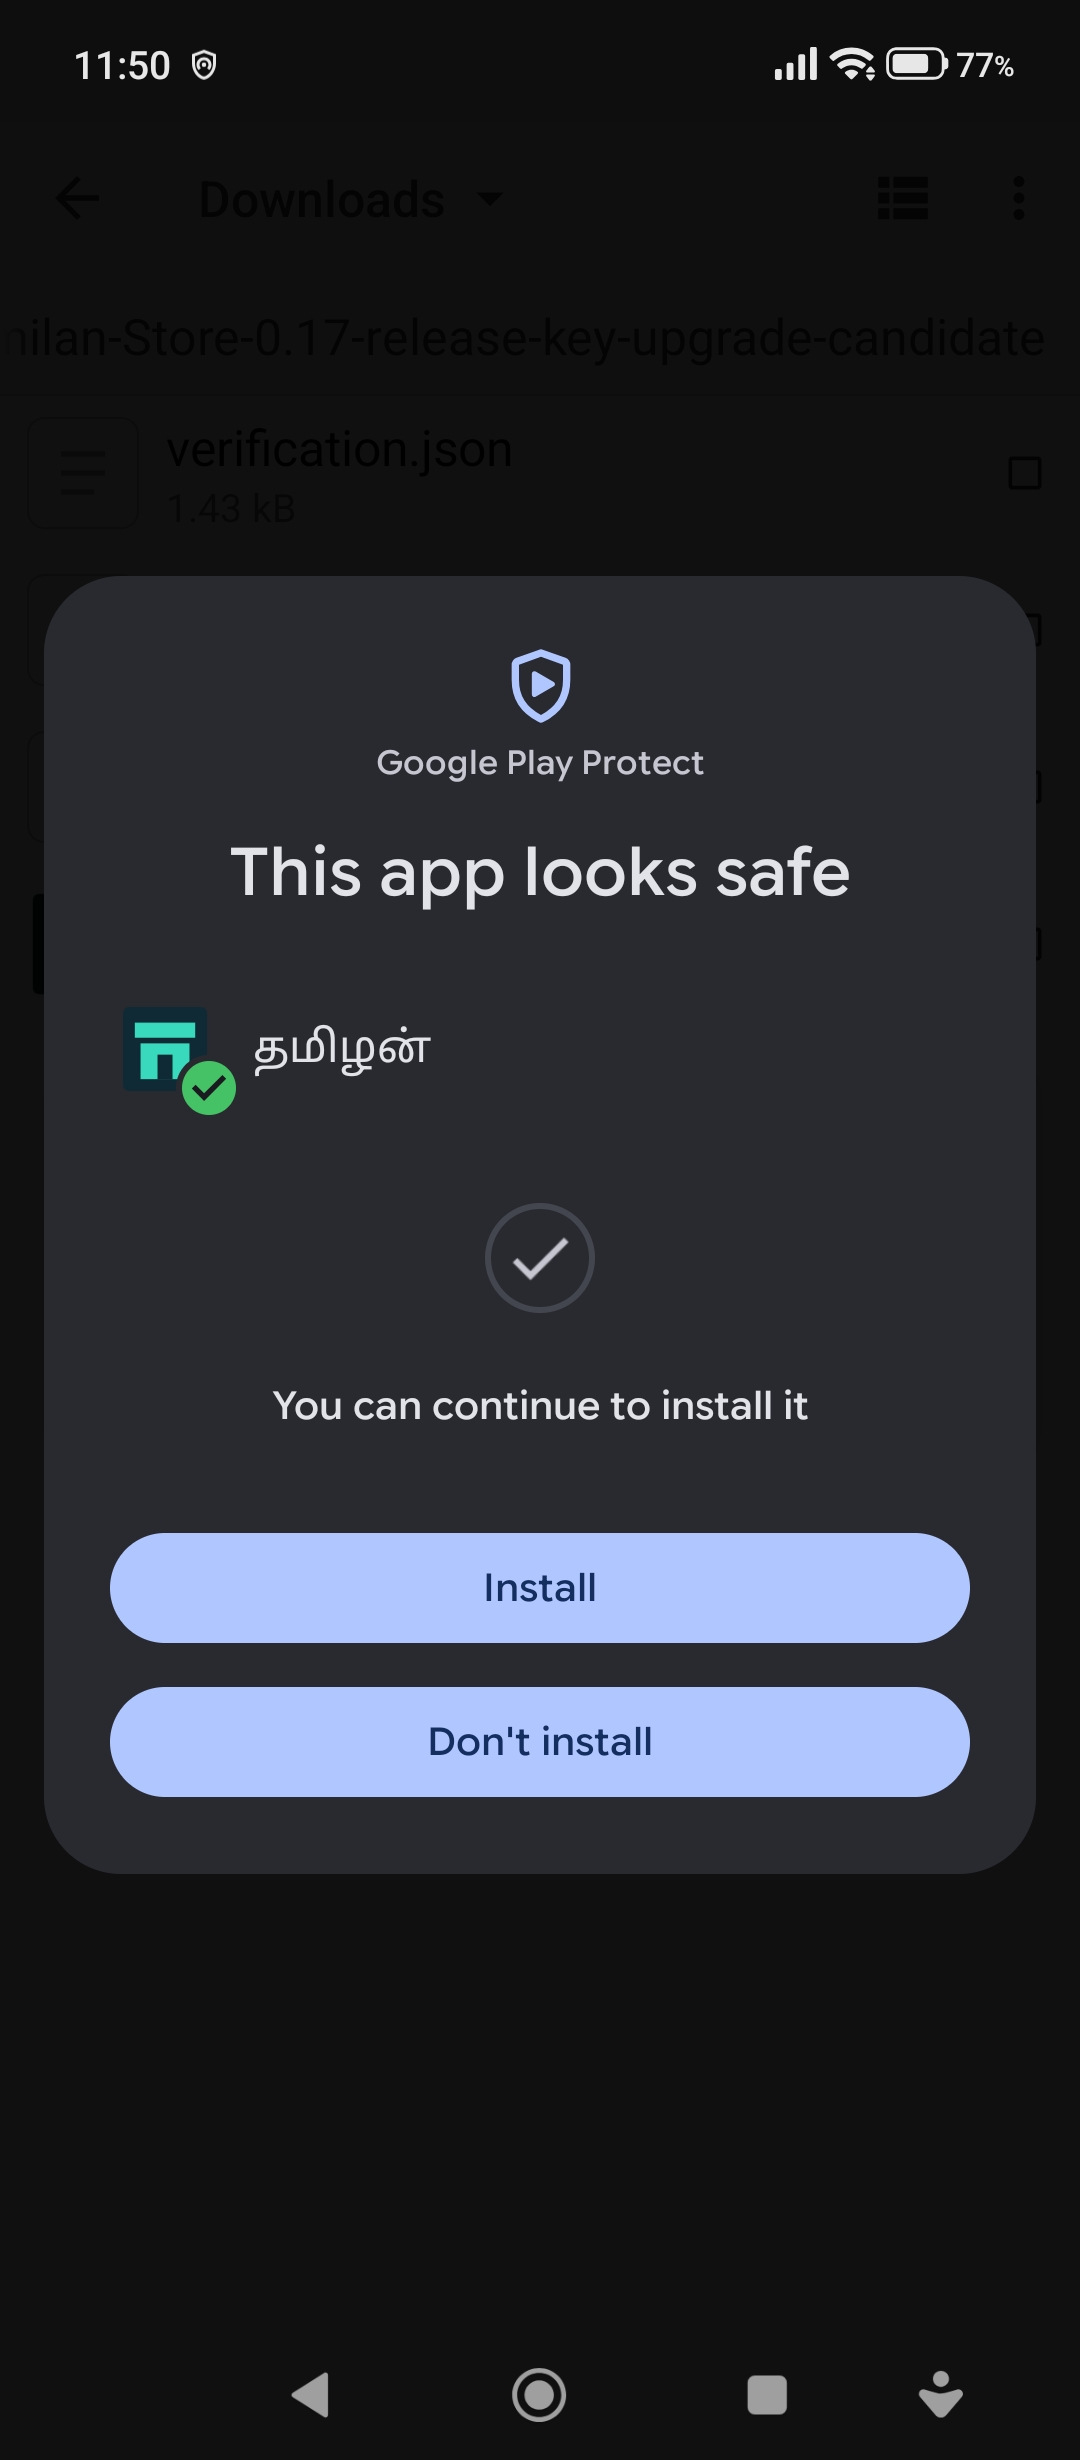 11:50
77%
Downloads
milan-Store-0.17-release-key-upgrade-candidate
verification.json
1.43 kB
Google Play Protect
This app looks safe
தமிழன்
You can continue to install it
Install
Don't install